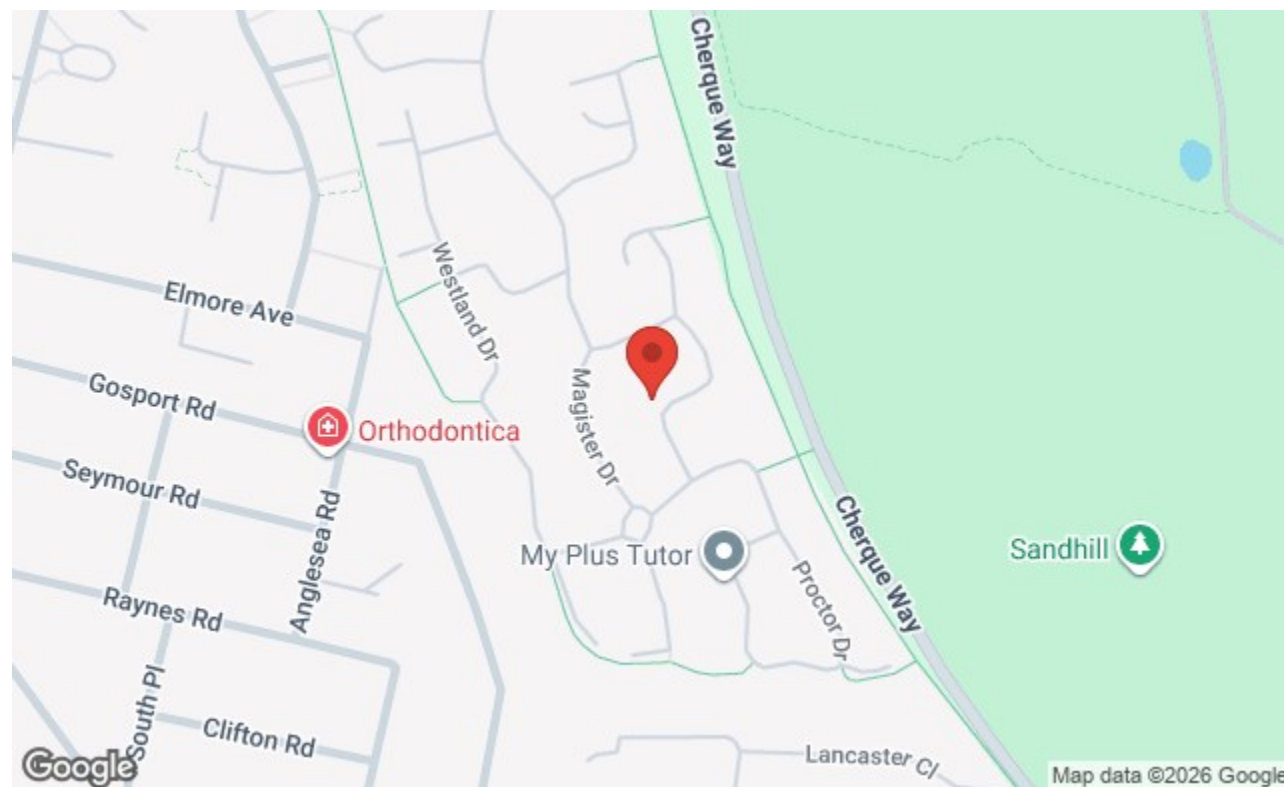 Cherque Way
Elmore Ave
Westland Dr
Gosport Rd
Magister Dr
Orthodontica
Seymour Rd
Anglesea Rd
Cherque Way
Sandhill
My Plus Tutor
Proctor Dr
Raynes Rd
South Pl
Clifton Rd
Lancaster Cl
Google
Map data ©2026 Google